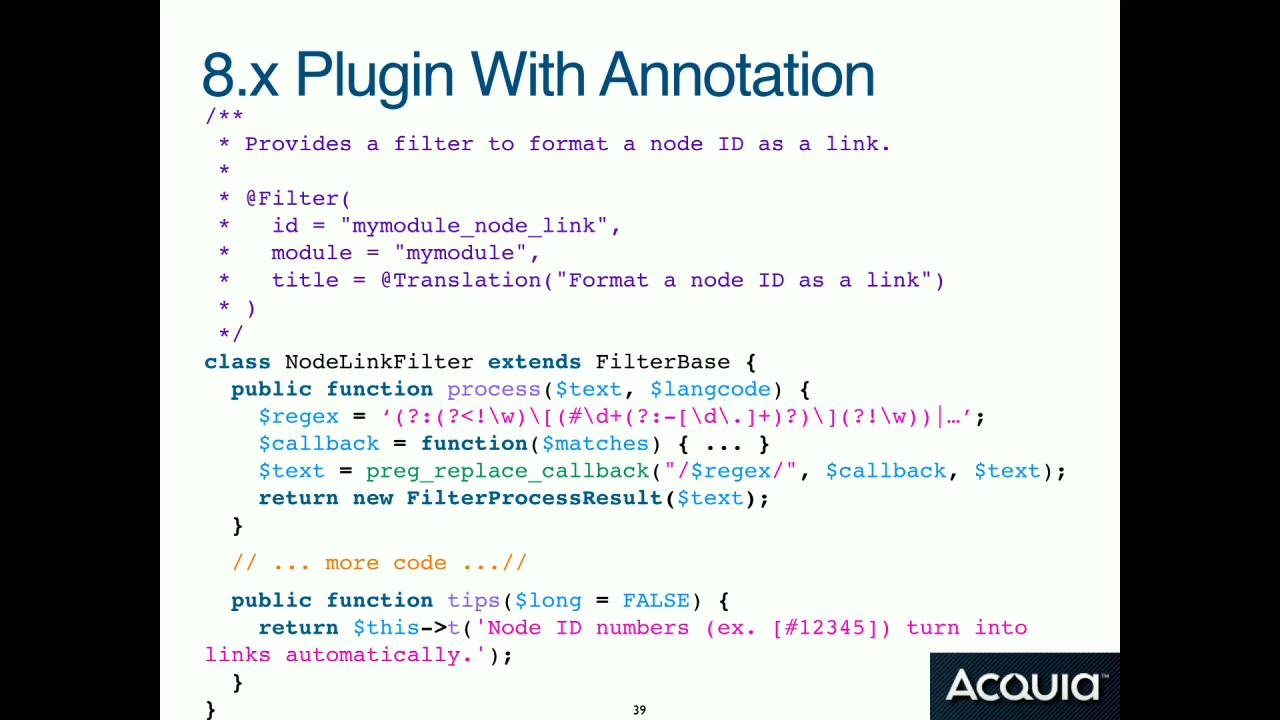 8.x Plugin With Annotation
/**
 * Provides a filter to format a node ID as a link.
 *
 * @Filter(
 *   id = "mymodule_node_link",
 *   module = "mymodule",
 *   title = @Translation("Format a node ID as a link")
 * )
 */
class NodeLinkFilter extends FilterBase {
  public function process($text, $langcode) {
    $regex = ‘(?:(?<!\w)\[(#\d+(?:-[\d\.]+)?)\](?!\w))|…’;
    $callback = function($matches) { ... }
    $text = preg_replace_callback("/$regex/", $callback, $text);
    return new FilterProcessResult($text);
  }
  // ... more code ...//
  public function tips($long = FALSE) {
    return $this->t('Node ID numbers (ex. [#12345]) turn into
links automatically.');
  }
}
39
ACQUIA™